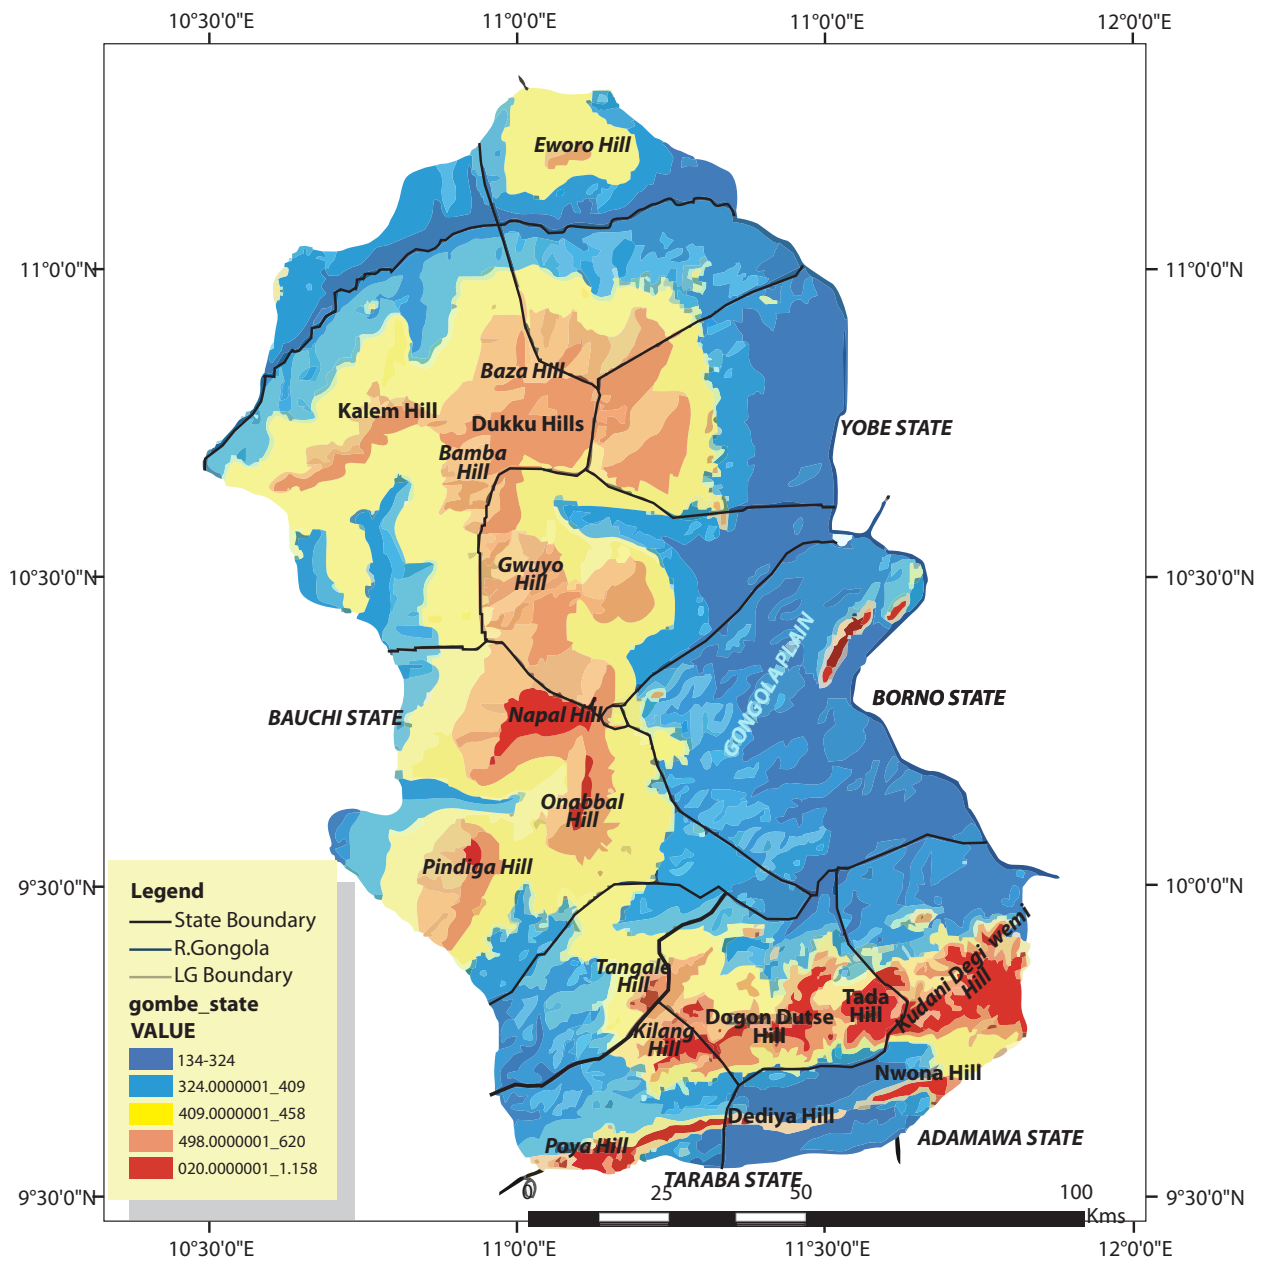 10°30'0"E
11°0'0"E
11°0'0"E
12°0'0"E
Eworo Hill
11°0'0"N
11°0'0"N
Baza Hill
Kalem Hill
Dukku Hills
YOBE STATE
Bamba
Hill
Gwuyo
Hill
10°30'0"N
10°30'0"N
GONGOLA PLAIN
BORNO STATE
BAUCHI STATE
Napal Hill
Onabbal
Hill
Pindiga Hill
9°30'0"N
10°0'0"N
Legend
State Boundary
R.Gongola
LG Boundary
gombe_state
VALUE
134-324
324.0000001_409
409.0000001_458
498.0000001_620
020.0000001_1.158
Tangale
Hill
Kilang
Hill
Dogon Dutse
Hill
Tada
Hill
Kudani Degi wemi
Hill
Nwona Hill
Dediya Hill
Poya Hill
ADAMAWA STATE
TARABA STATE
9°30'0"N
9°30'0"N
0
25
50
100
Kms
10°30'0"E
11°0'0"E
11°30'0"E
12°0'0"E